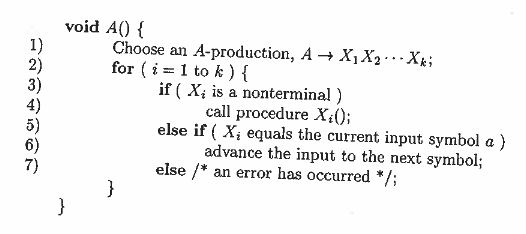 void A() {
1) Choose an A-production, A → X₁X₂⋯Xₖ;
2) for ( i = 1 to k ) {
3) if ( Xᵢ is a nonterminal )
4) call procedure Xᵢ();
5) else if ( Xᵢ equals the current input symbol a )
6) advance the input to the next symbol;
7) else /* an error has occurred */;
}
}